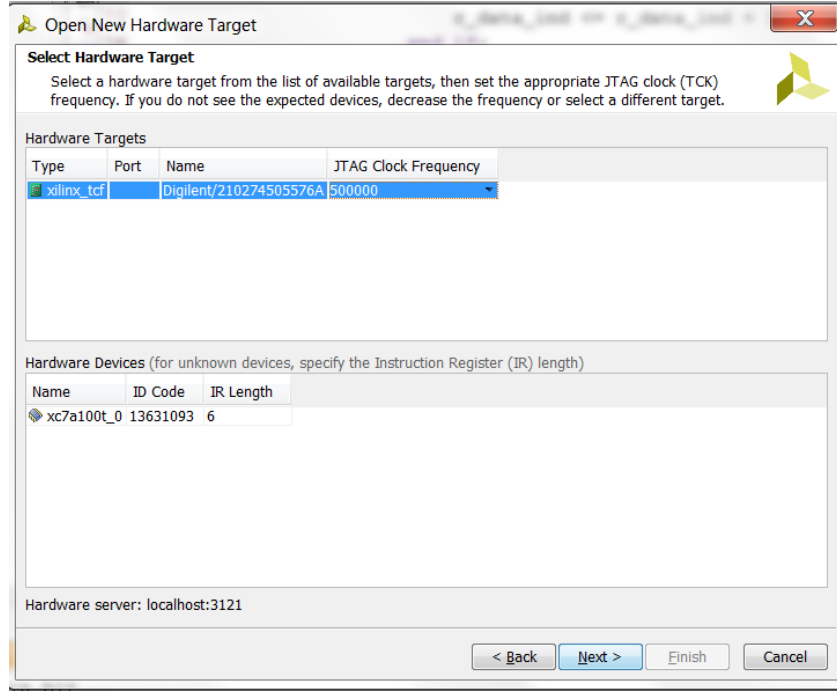 Open New Hardware Target
Select Hardware Target
Select a hardware target from the list of available targets, then set the appropriate JTAG clock (TCK)
frequency. If you do not see the expected devices, decrease the frequency or select a different target.
Hardware Targets
Type Port Name JTAG Clock Frequency
xilinx_tcf Digilent/210274505576A 500000
Hardware Devices (for unknown devices, specify the Instruction Register (IR) length)
Name ID Code IR Length
xc7a100t_0 13631093 6
Hardware server: localhost:3121
< Back Next > Finish Cancel